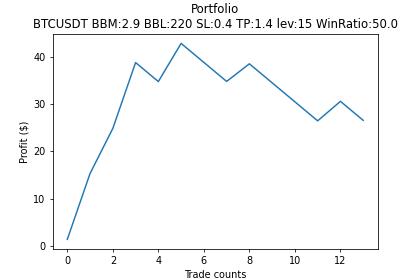 Portfolio
BTCUSDT BBM:2.9 BBL:220 SL:0.4 TP:1.4 lev:15 WinRatio:50.0
40
30
20
10
0
Profit ($)
0 2 4 6 8 10 12
Trade counts